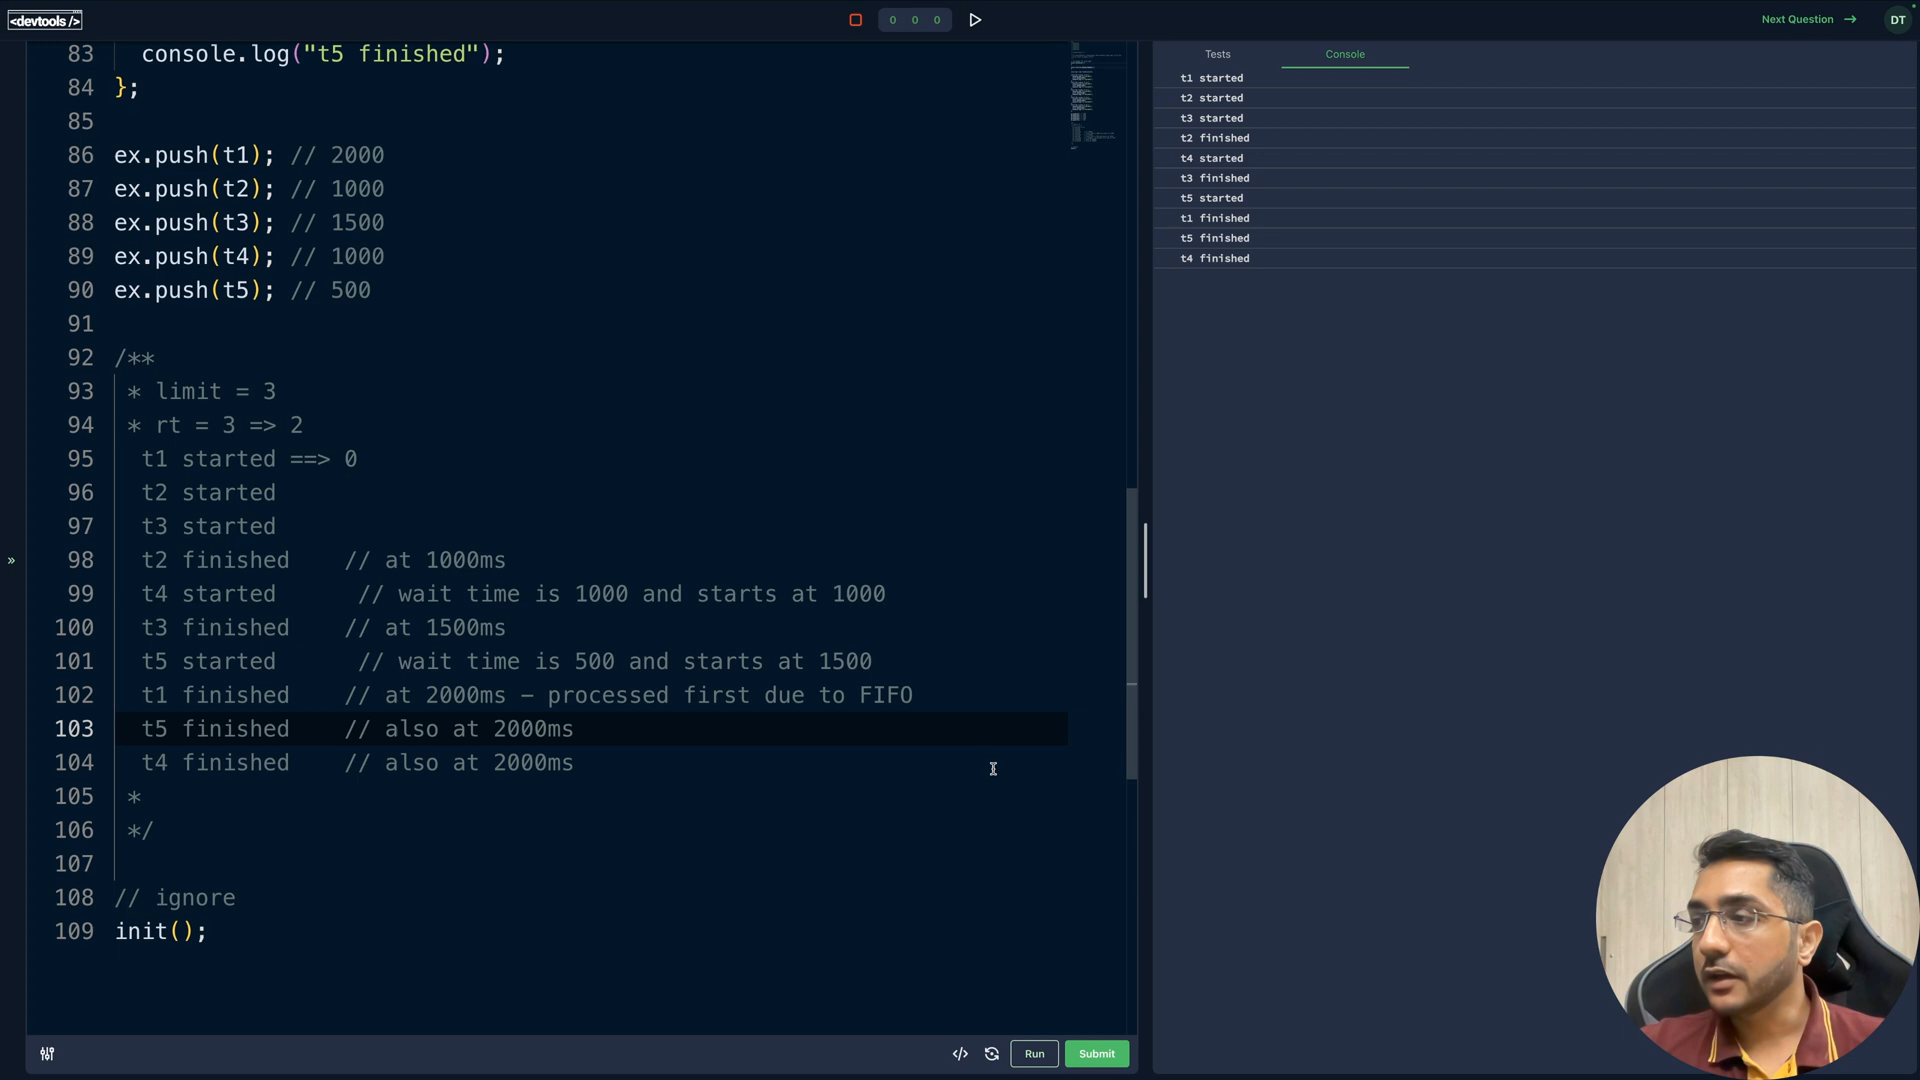 <devtools />
0 0 0
Next Question
DT
83 console.log("t5 finished");
84 };
85
86 ex.push(t1); // 2000
87 ex.push(t2); // 1000
88 ex.push(t3); // 1500
89 ex.push(t4); // 1000
90 ex.push(t5); // 500
91
92 /**
93 * limit = 3
94 * rt = 3 => 2
95 t1 started ==> 0
96 t2 started
97 t3 started
98 t2 finished // at 1000ms
99 t4 started // wait time is 1000 and starts at 1000
100 t3 finished // at 1500ms
101 t5 started // wait time is 500 and starts at 1500
102 t1 finished // at 2000ms – processed first due to FIFO
103 t5 finished // also at 2000ms
104 t4 finished // also at 2000ms
105 *
106 */
107
108 // ignore
109 init();
Run
Submit
Tests
Console
t1 started
t2 started
t3 started
t2 finished
t4 started
t3 finished
t5 started
t1 finished
t5 finished
t4 finished